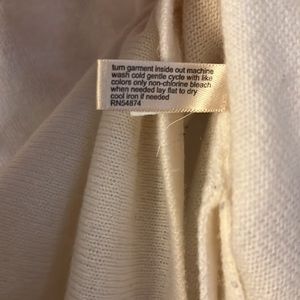 turn garment inside out machine
wash cold gentle cycle with like
colors only non-chlorine bleach
when needed lay flat to dry
cool iron if needed
RN54874